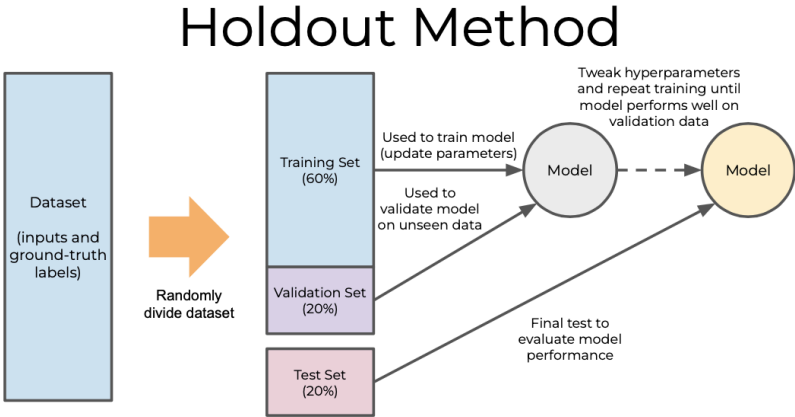 Holdout Method
Dataset
(inputs and
ground-truth
labels)
Randomly
divide dataset
Training Set
(60%)
Validation Set
(20%)
Test Set
(20%)
Used to train model
(update parameters)
Used to
validate model
on unseen data
Model
Tweak hyperparameters
and repeat training until
model performs well on
validation data
Model
Final test to
evaluate model
performance